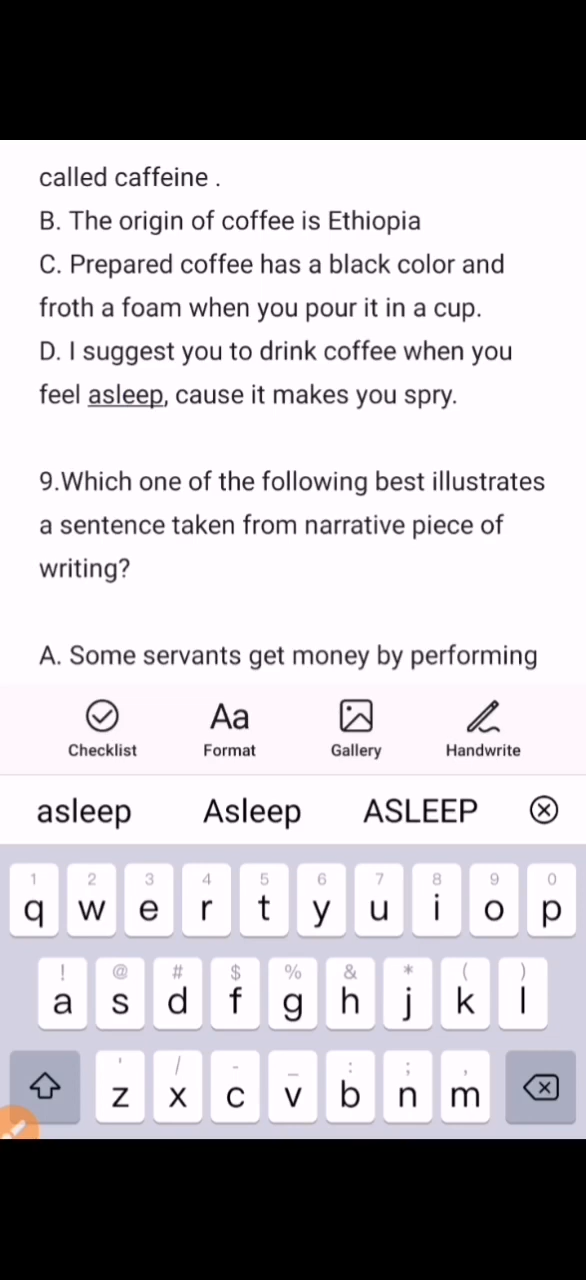 called caffeine .
B. The origin of coffee is Ethiopia
C. Prepared coffee has a black color and
froth a foam when you pour it in a cup.
D. I suggest you to drink coffee when you
feel asleep, cause it makes you spry.
9.Which one of the following best illustrates
a sentence taken from narrative piece of
writing?
A. Some servants get money by performing
Checklist Format Gallery Handwrite
asleep Asleep ASLEEP
1 2 3 4 5 6 7 8 9 0
q w e r t y u i o p
! @ # $ % & * ( )
a s d f g h j k l
' / - _ : ; ,
z x c v b n m